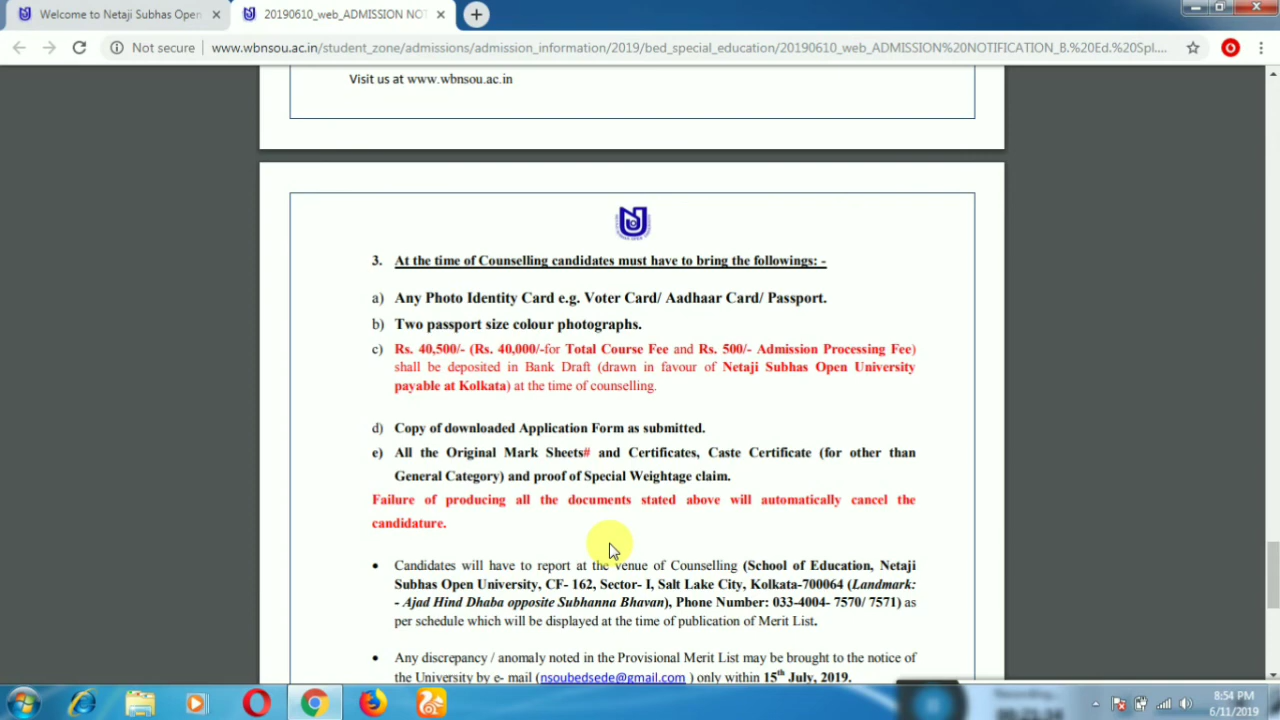 Welcome to Netaji Subhas Open
20190610_web_ADMISSION NOT
Not secure
www.wbnsou.ac.in/student_zone/admissions/admission_information/2019/bed_special_education/20190610_web_ADMISSION%20NOTIFICATION_B.%20Ed.%20Spl....
Visit us at www.wbnsou.ac.in
3. At the time of Counselling candidates must have to bring the followings: -
a) Any Photo Identity Card e.g. Voter Card/ Aadhaar Card/ Passport.
b) Two passport size colour photographs.
c) Rs. 40,500/- (Rs. 40,000/-for Total Course Fee and Rs. 500/- Admission Processing Fee)
shall be deposited in Bank Draft (drawn in favour of Netaji Subhas Open University
payable at Kolkata) at the time of counselling.
d) Copy of downloaded Application Form as submitted.
e) All the Original Mark Sheets# and Certificates, Caste Certificate (for other than
General Category) and proof of Special Weightage claim.
Failure of producing all the documents stated above will automatically cancel the
candidature.
• Candidates will have to report at the venue of Counselling (School of Education, Netaji
Subhas Open University, CF- 162, Sector- I, Salt Lake City, Kolkata-700064 (Landmark:
- Ajad Hind Dhaba opposite Subhanna Bhavan), Phone Number: 033-4004- 7570/ 7571) as
per schedule which will be displayed at the time of publication of Merit List.
• Any discrepancy / anomaly noted in the Provisional Merit List may be brought to the notice of
the University by e- mail (nsoubedsede@gmail.com ) only within 15th July, 2019.
8:54 PM
6/11/2019